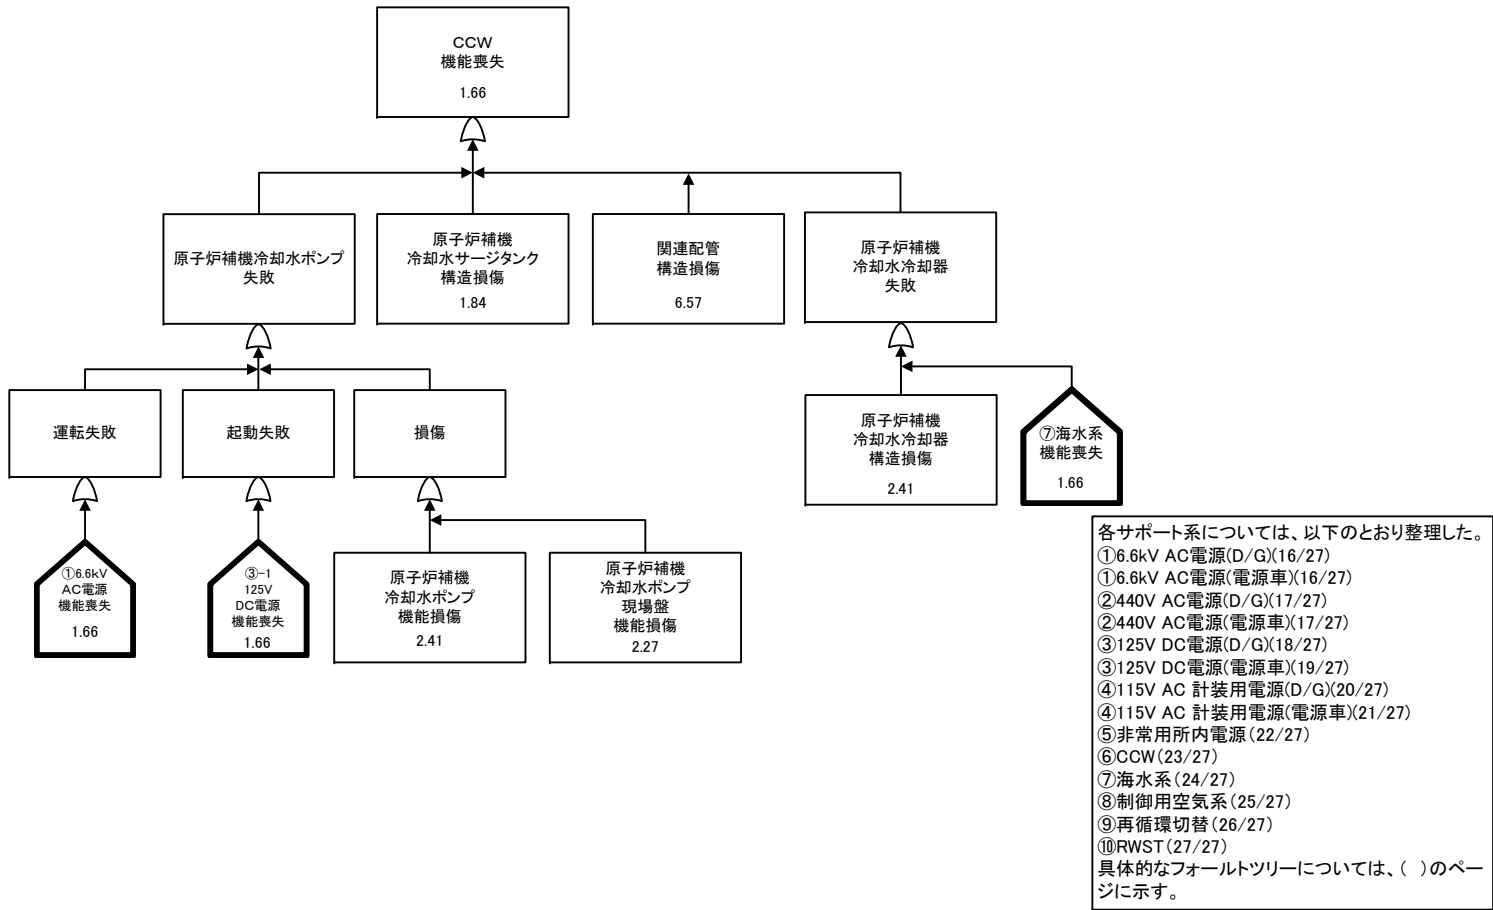 CCW
機能喪失
1.66
原子炉補機冷却水ポンプ
失敗
原子炉補機
冷却水サージタンク
構造損傷
1.84
関連配管
構造損傷
6.57
原子炉補機
冷却水冷却器
失敗
運転失敗
起動失敗
損傷
原子炉補機
冷却水冷却器
構造損傷
2.41
⑦海水系
機能喪失
1.66
①6.6kV
AC電源
機能喪失
1.66
③-1
125V
DC電源
機能喪失
1.66
原子炉補機
冷却水ポンプ
機能損傷
2.41
原子炉補機
冷却水ポンプ
現場盤
機能損傷
2.27
各サポート系については、以下のとおり整理した。
①6.6kV AC電源(D/G)(16/27)
①6.6kV AC電源(電源車)(16/27)
②440V AC電源(D/G)(17/27)
②440V AC電源(電源車)(17/27)
③125V DC電源(D/G)(18/27)
③125V DC電源(電源車)(19/27)
④115V AC 計装用電源(D/G)(20/27)
④115V AC 計装用電源(電源車)(21/27)
⑤非常用所内電源(22/27)
⑥CCW(23/27)
⑦海水系(24/27)
⑧制御用空気系(25/27)
⑨再循環切替(26/27)
⑩RWST(27/27)
具体的なフォールトツリーについては、( )のペー
ジに示す。